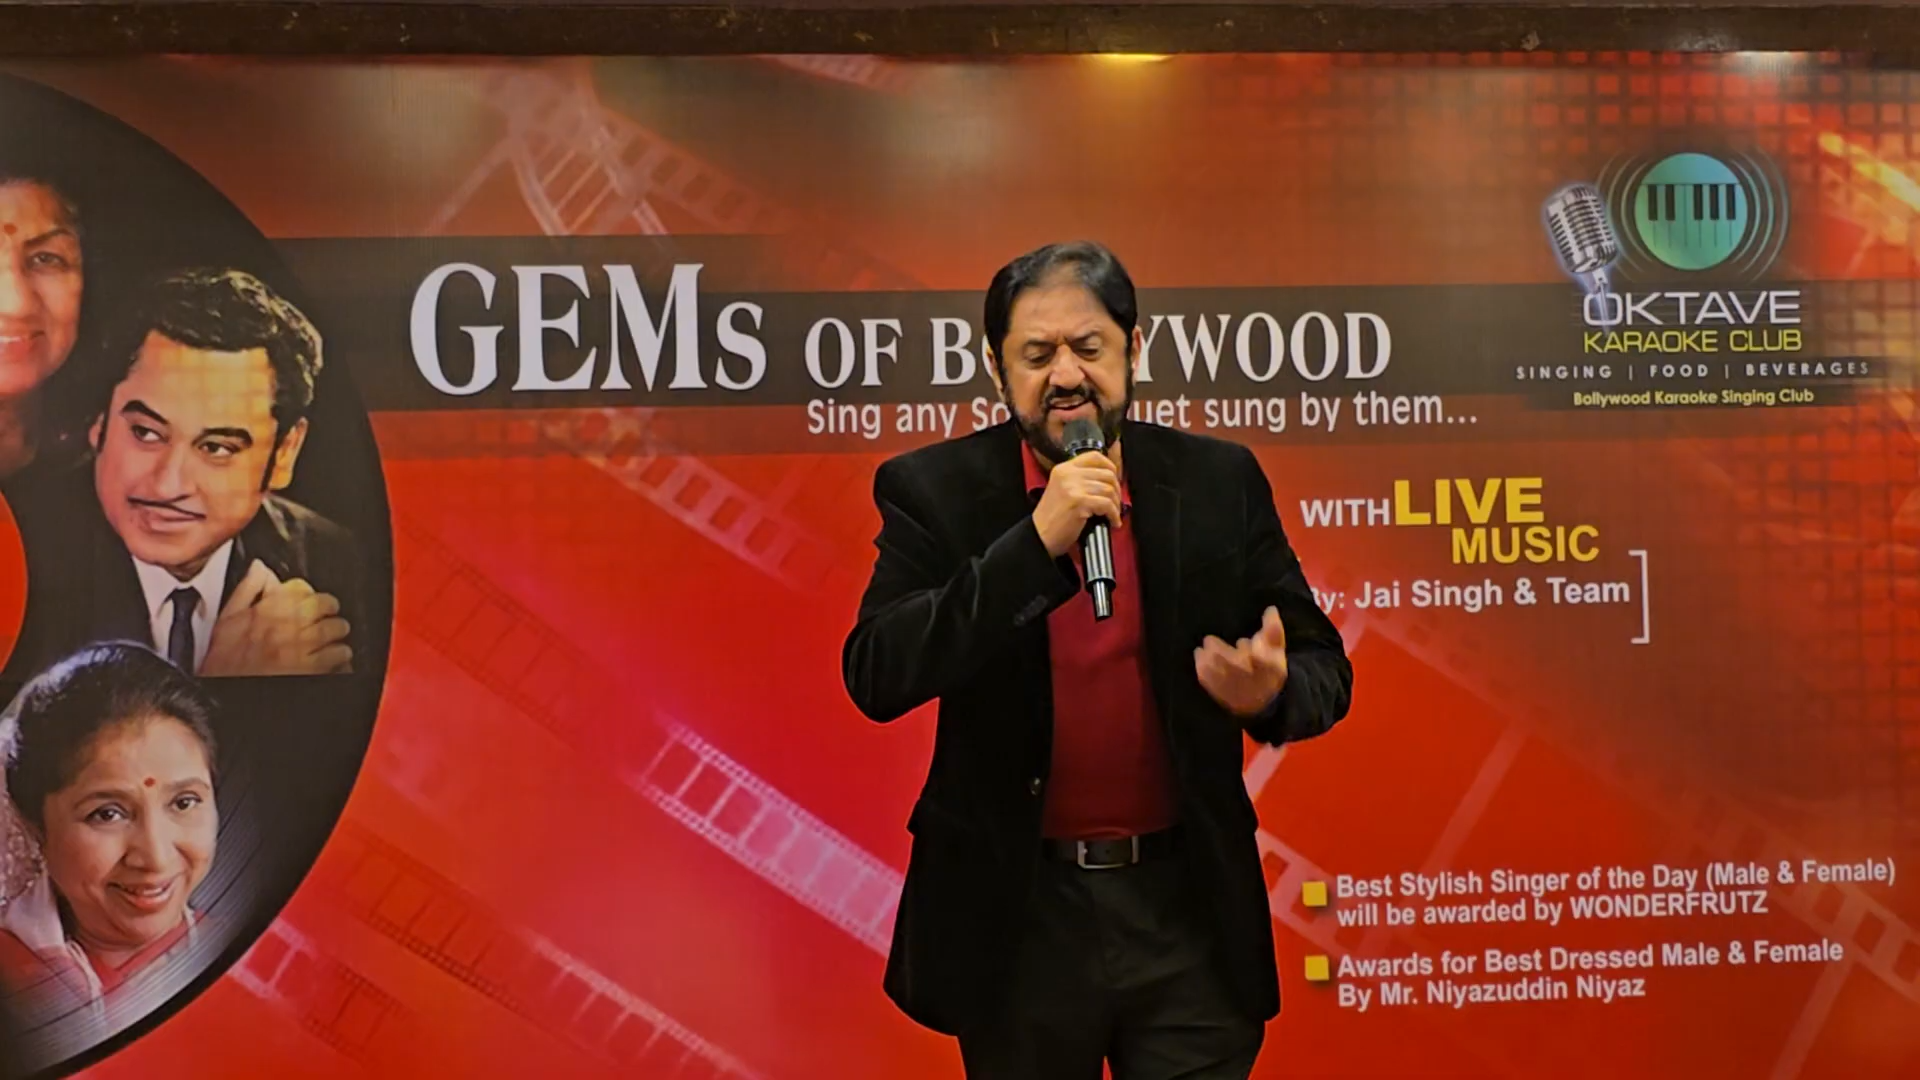 GEMs OF B YWOOD
Sing any So uet sung by them...
OKTAVE
KARAOKE CLUB
SINGING | FOOD | BEVERAGES
Bollywood Karaoke Singing Club
WITH LIVE
MUSIC
By: Jai Singh & Team
Best Stylish Singer of the Day (Male & Female)
will be awarded by WONDERFRUTZ
Awards for Best Dressed Male & Female
By Mr. Niyazuddin Niyaz